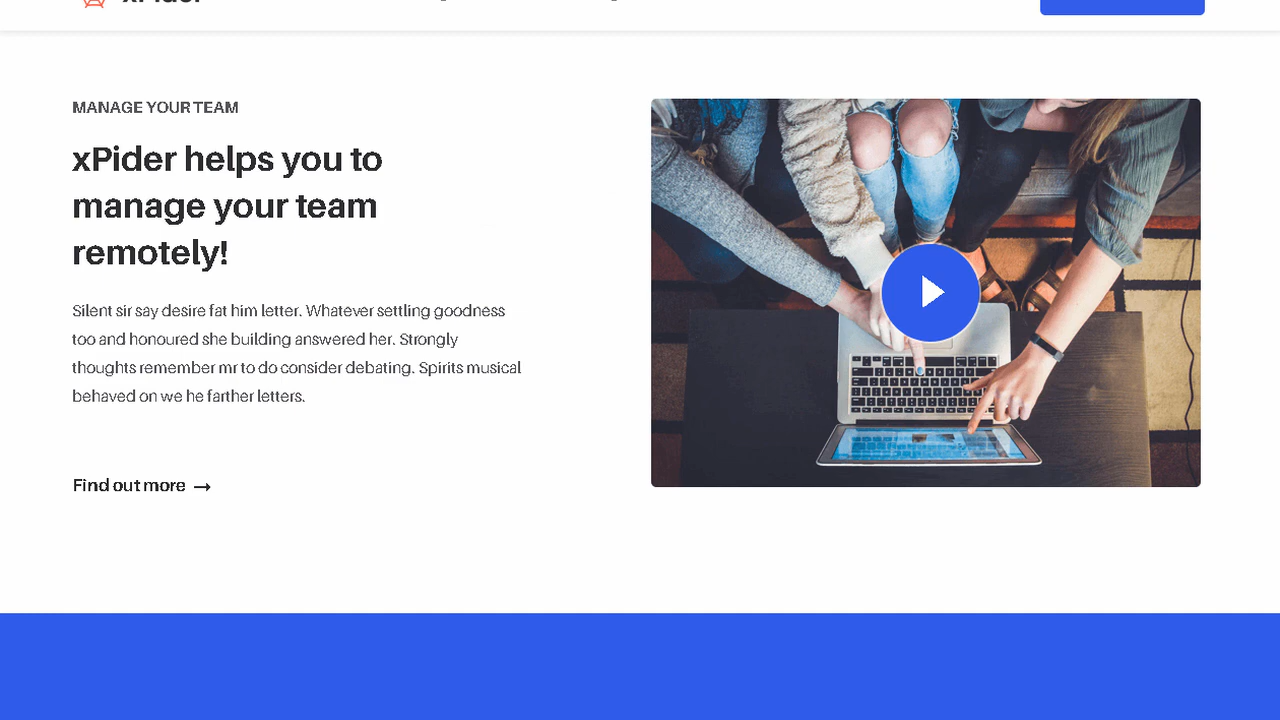 MANAGE YOUR TEAM
xPider helps you to
manage your team
remotely!
Silent sir say desire fat him letter. Whatever settling goodness
too and honoured she building answered her. Strongly
thoughts remember mr to do consider debating. Spirits musical
behaved on we he farther letters.
Find out more →